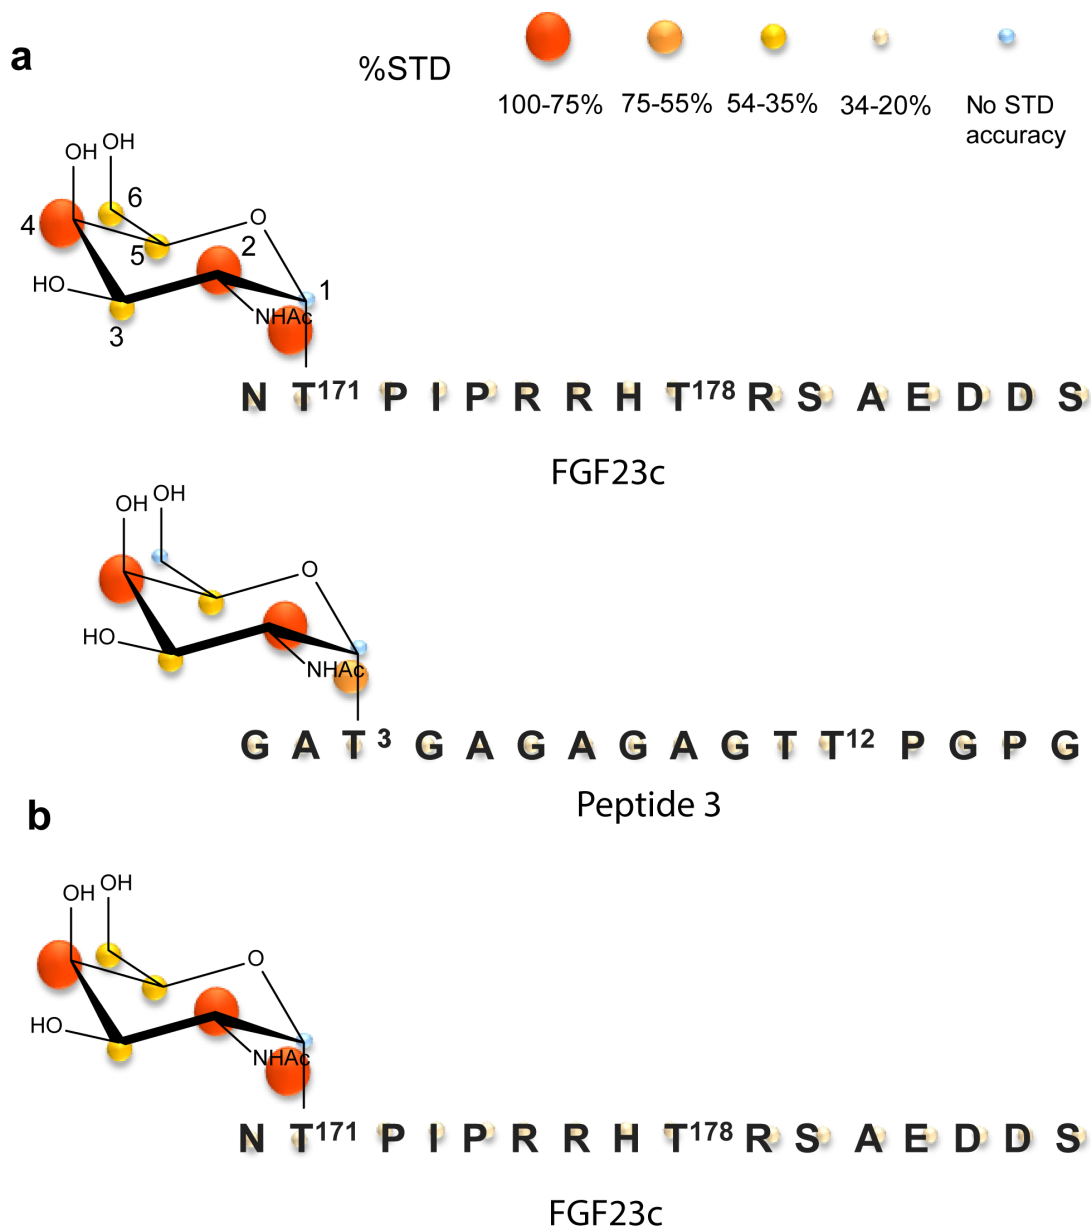 a
%STD
100-75% 75-55% 54-35% 34-20% No STD
accuracy
OH OH
4 6
5 2
O
HO
3
1
NHAc
N T171 P I P R R H T178 R S A E D D S
FGF23c
OH OH
O
HO
NHAc
G A T 3 G A G A G A G T T12 P G P G
Peptide 3
b
OH OH
O
HO
NHAc
N T171 P I P R R H T178 R S A E D D S
FGF23c